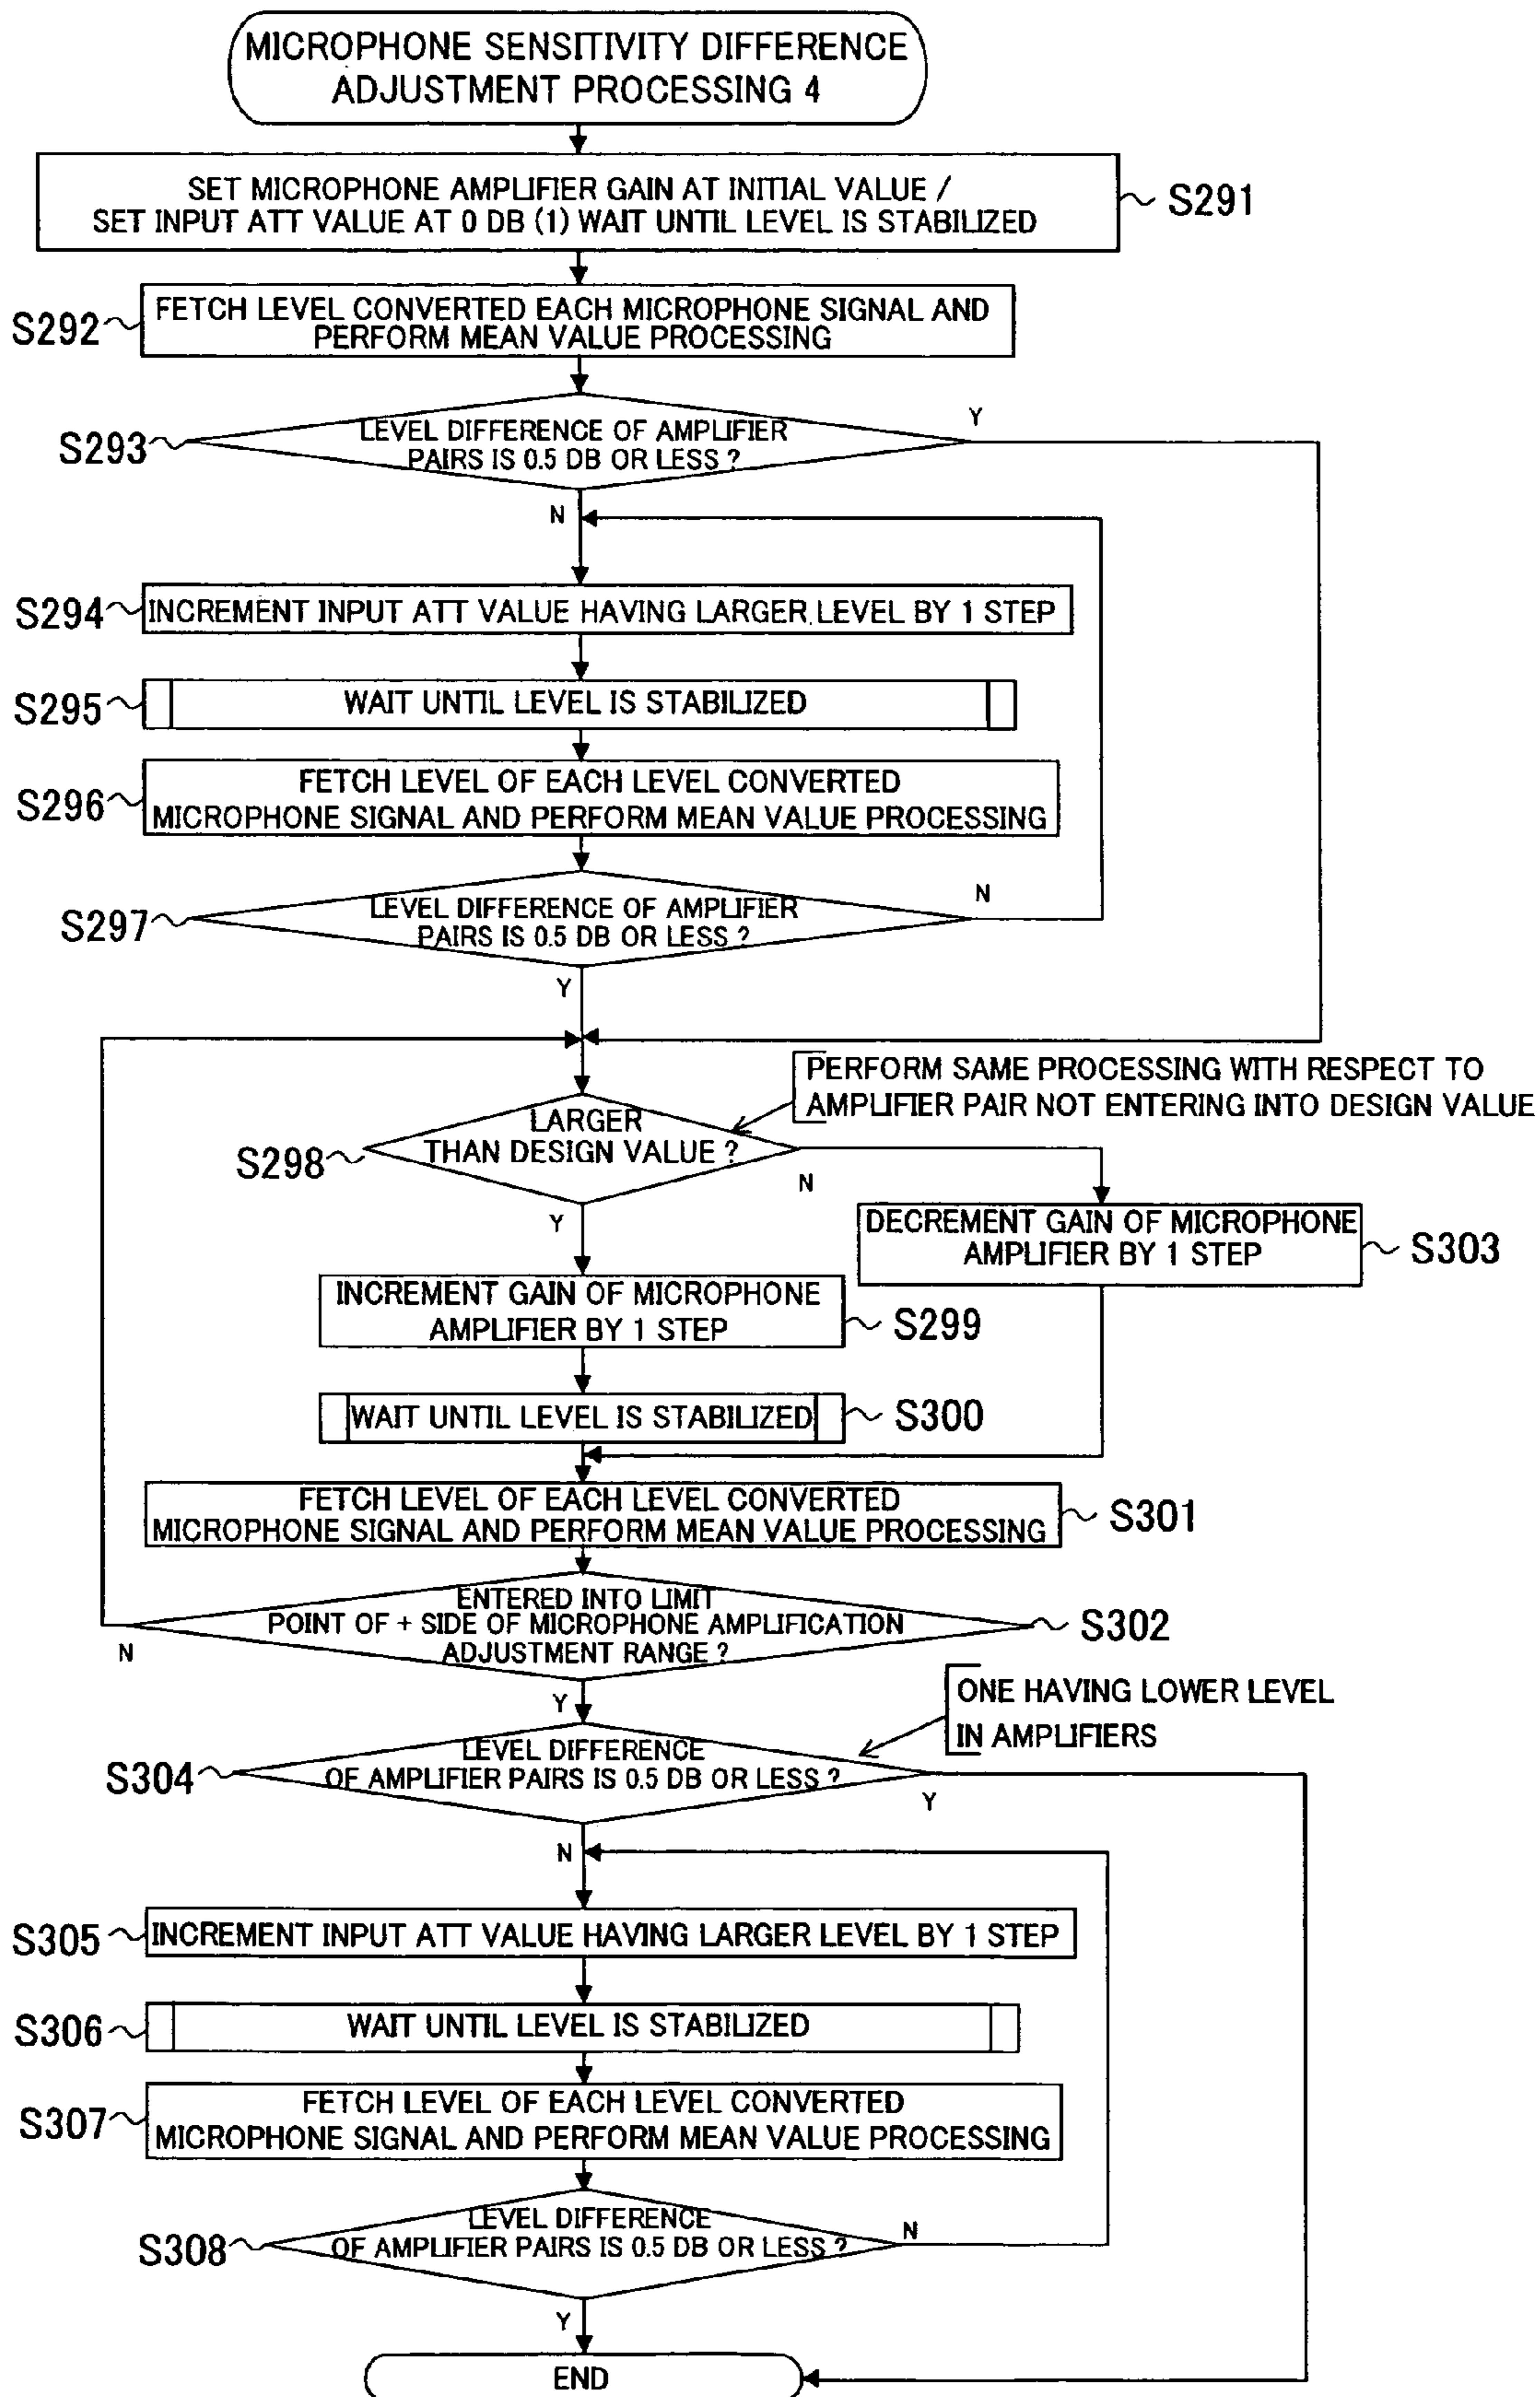 MICROPHONE SENSITIVITY DIFFERENCE
ADJUSTMENT PROCESSING 4
SET MICROPHONE AMPLIFIER GAIN AT INITIAL VALUE /
SET INPUT ATT VALUE AT 0 DB (1) WAIT UNTIL LEVEL IS STABILIZED
S291
FETCH LEVEL CONVERTED EACH MICROPHONE SIGNAL AND
PERFORM MEAN VALUE PROCESSING
S292
LEVEL DIFFERENCE OF AMPLIFIER
PAIRS IS 0.5 DB OR LESS ?
S293
Y
N
S294
INCREMENT INPUT ATT VALUE HAVING LARGER LEVEL BY 1 STEP
S295
WAIT UNTIL LEVEL IS STABILIZED
S296
FETCH LEVEL OF EACH LEVEL CONVERTED
MICROPHONE SIGNAL AND PERFORM MEAN VALUE PROCESSING
S297
LEVEL DIFFERENCE OF AMPLIFIER
PAIRS IS 0.5 DB OR LESS ?
N
Y
PERFORM SAME PROCESSING WITH RESPECT TO
AMPLIFIER PAIR NOT ENTERING INTO DESIGN VALUE
S298
LARGER
THAN DESIGN VALUE ?
N
Y
DECREMENT GAIN OF MICROPHONE
AMPLIFIER BY 1 STEP
S303
INCREMENT GAIN OF MICROPHONE
AMPLIFIER BY 1 STEP
S299
WAIT UNTIL LEVEL IS STABILIZED
S300
FETCH LEVEL OF EACH LEVEL CONVERTED
MICROPHONE SIGNAL AND PERFORM MEAN VALUE PROCESSING
S301
ENTERED INTO LIMIT
POINT OF + SIDE OF MICROPHONE AMPLIFICATION
ADJUSTMENT RANGE ?
S302
N
Y
ONE HAVING LOWER LEVEL
IN AMPLIFIERS
S304
LEVEL DIFFERENCE
OF AMPLIFIER PAIRS IS 0.5 DB OR LESS ?
Y
N
S305
INCREMENT INPUT ATT VALUE HAVING LARGER LEVEL BY 1 STEP
S306
WAIT UNTIL LEVEL IS STABILIZED
S307
FETCH LEVEL OF EACH LEVEL CONVERTED
MICROPHONE SIGNAL AND PERFORM MEAN VALUE PROCESSING
S308
LEVEL DIFFERENCE
OF AMPLIFIER PAIRS IS 0.5 DB OR LESS ?
N
Y
END